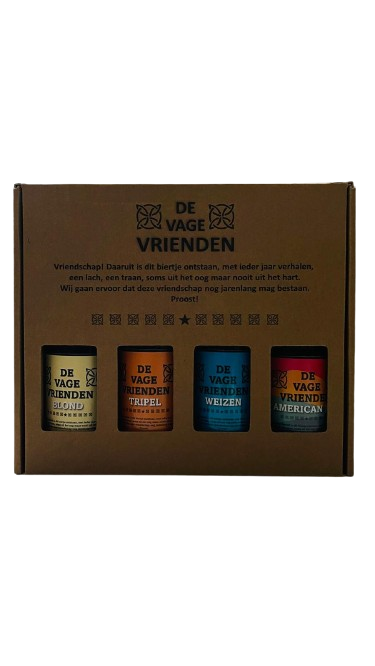 DE
VAGE
VRIENDEN
Vriendschap! Daaruit is dit biertje ontstaan, met ieder jaar verhalen,
een lach, een traan, soms uit het oog maar nooit uit het hart.
Wij gaan ervoor dat deze vriendschap nog jarenlang mag bestaan.
Proost!
DE
VAGE
VRIENDEN
BLOND
DE
VAGE
VRIENDEN
TRIPEL
DE
VAGE
VRIENDEN
WEIZEN
DE
VAGE
VRIENDE
AMERICAN